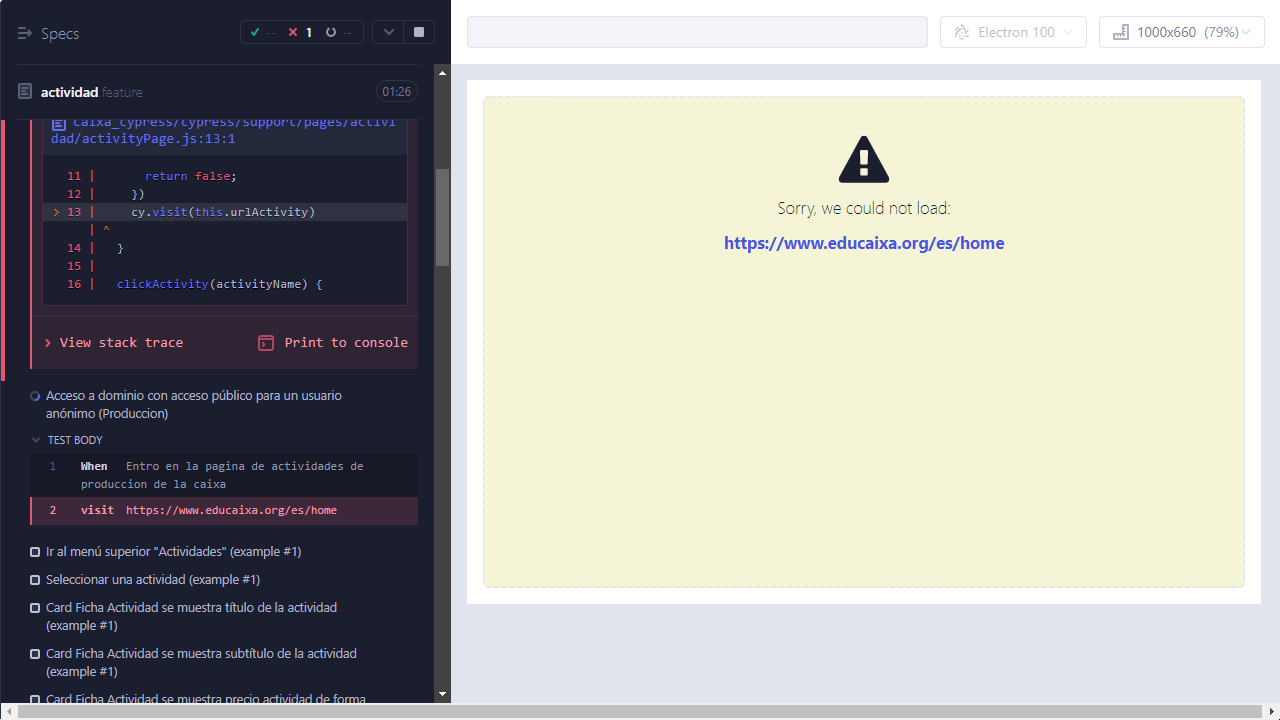 Specs
-- 1 --
actividad.feature 01:26
caixa_cypress/cypress/support/pages/activi
dad/activityPage.js:13:1
11 | return false;
12 | })
> 13 | cy.visit(this.urlActivity)
| ^
14 | }
15 |
16 | clickActivity(activityName) {
View stack trace Print to console
Acceso a dominio con acceso público para un usuario
anónimo (Produccion)
TEST BODY
1 When Entro en la pagina de actividades de
produccion de la caixa
2 visit https://www.educaixa.org/es/home
Ir al menú superior "Actividades" (example #1)
Seleccionar una actividad (example #1)
Card Ficha Actividad se muestra título de la actividad
(example #1)
Card Ficha Actividad se muestra subtítulo de la actividad
(example #1)
Card Ficha Actividad se muestra precio actividad de forma
Electron 100
1000x660 (79%)
Sorry, we could not load:
https://www.educaixa.org/es/home